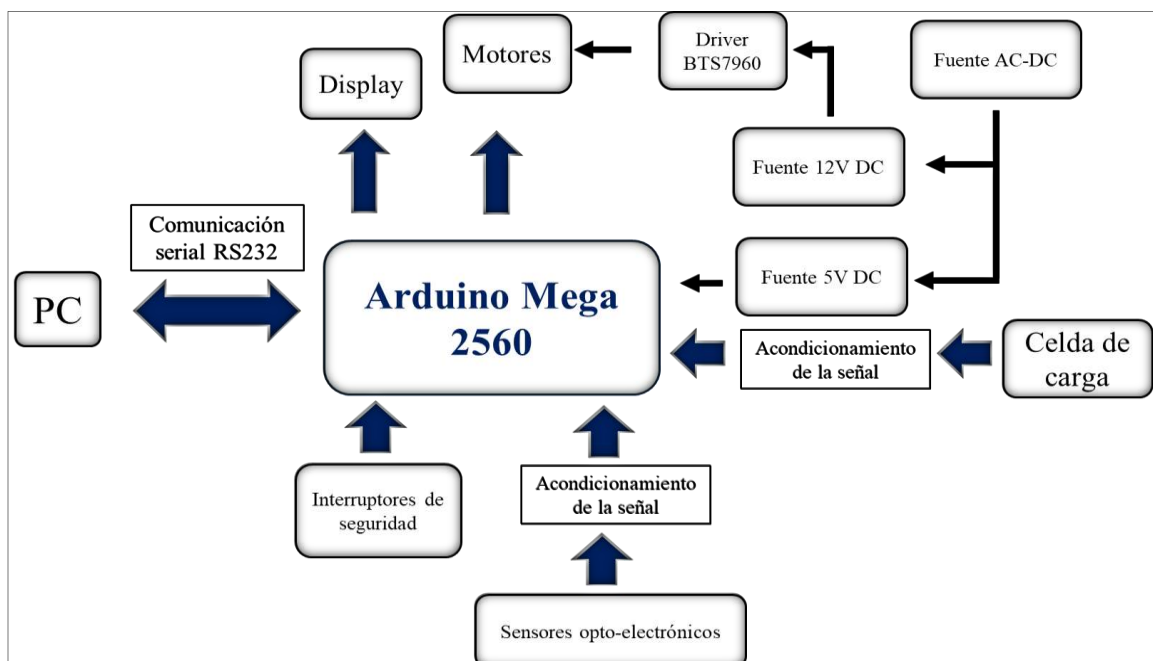 Motores
Driver
BTS7960
Fuente AC-DC
Display
Fuente 12V DC
Comunicación
serial RS232
Fuente 5V DC
PC
Arduino Mega
2560
Acondicionamiento
de la señal
Celda de
carga
Interruptores de
seguridad
Acondicionamiento
de la señal
Sensores opto-electrónicos